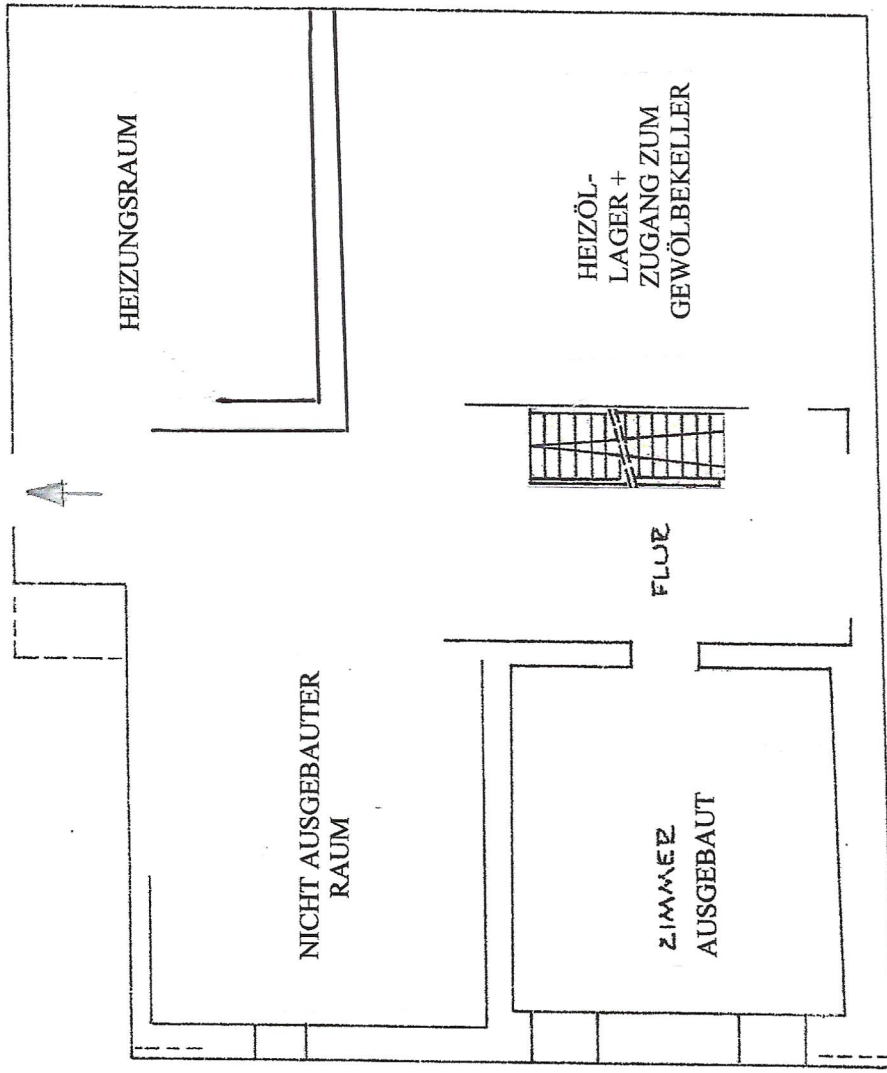 HEIZUNGSRAUM
HEIZÖL-
LAGER +
ZUGANG ZUM
GEWÖLBEKELLER
FLUR
NICHT AUSGEBAUTER
RAUM
ZIMMER
AUSGEBAUT